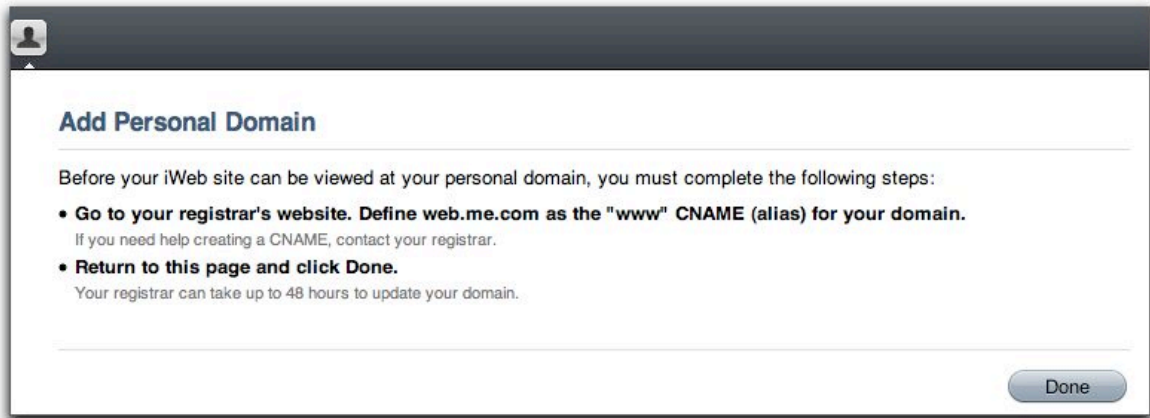 Add Personal Domain
Before your iWeb site can be viewed at your personal domain, you must complete the following steps:
• Go to your registrar's website. Define web.me.com as the "www" CNAME (alias) for your domain.
If you need help creating a CNAME, contact your registrar.
• Return to this page and click Done.
Your registrar can take up to 48 hours to update your domain.
Done